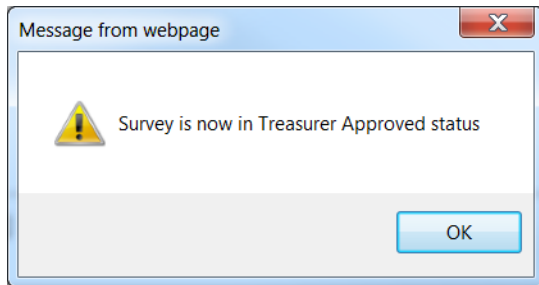 Message from webpage
Survey is now in Treasurer Approved status
OK